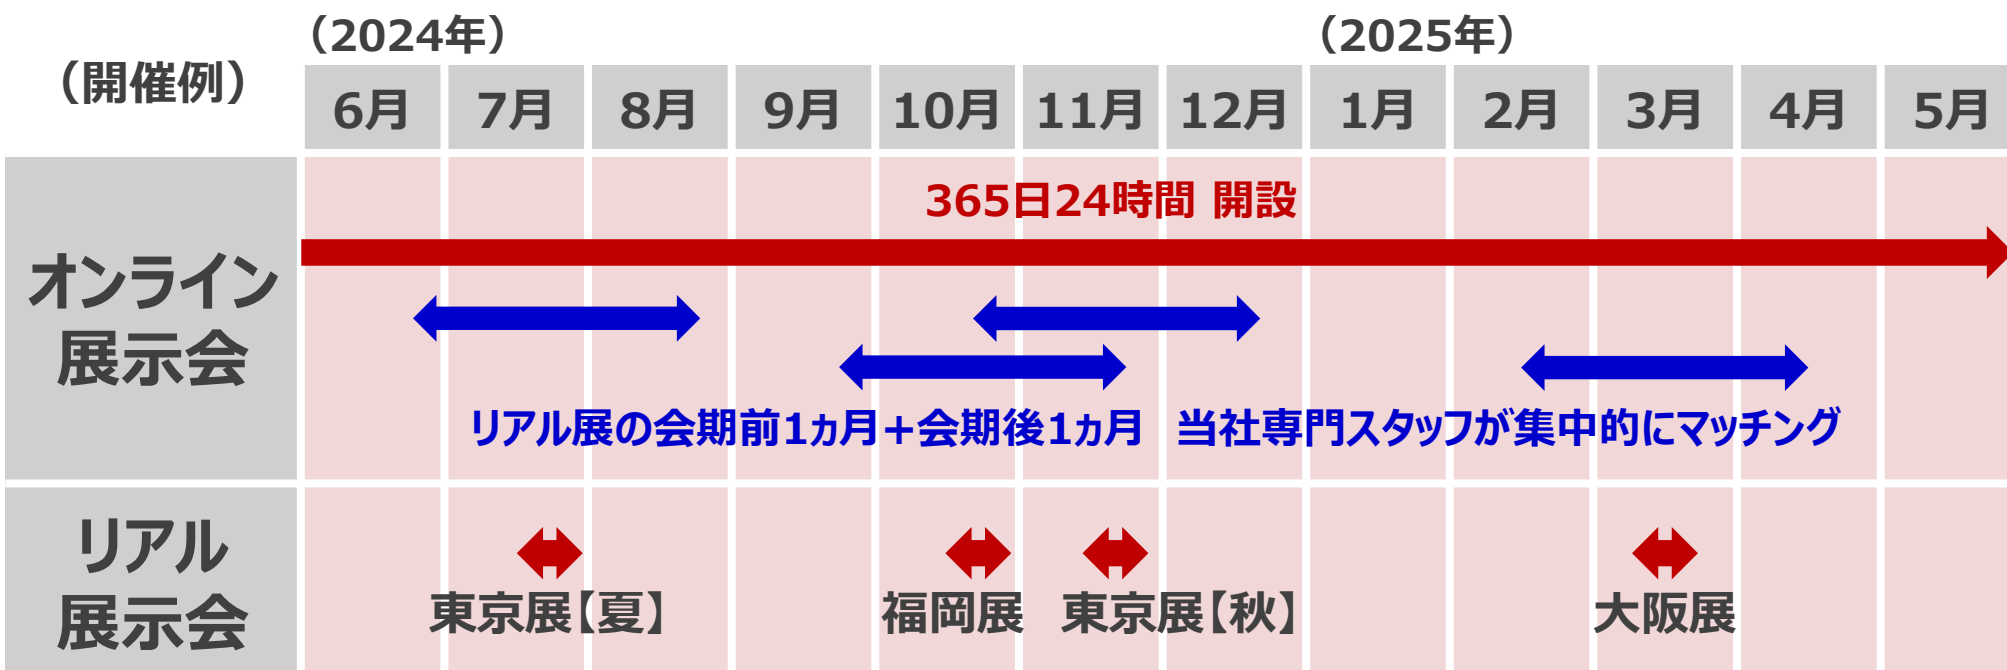 （2024年）
（2025年）
（開催例）
6月 7月 8月 9月 10月 11月 12月 1月 2月 3月 4月 5月
365日24時間 開設
オンライン
展示会
リアル展の会期前1ヵ月＋会期後1ヵ月 当社専門スタッフが集中的にマッチング
リアル
展示会
東京展【夏】 福岡展 東京展【秋】 大阪展